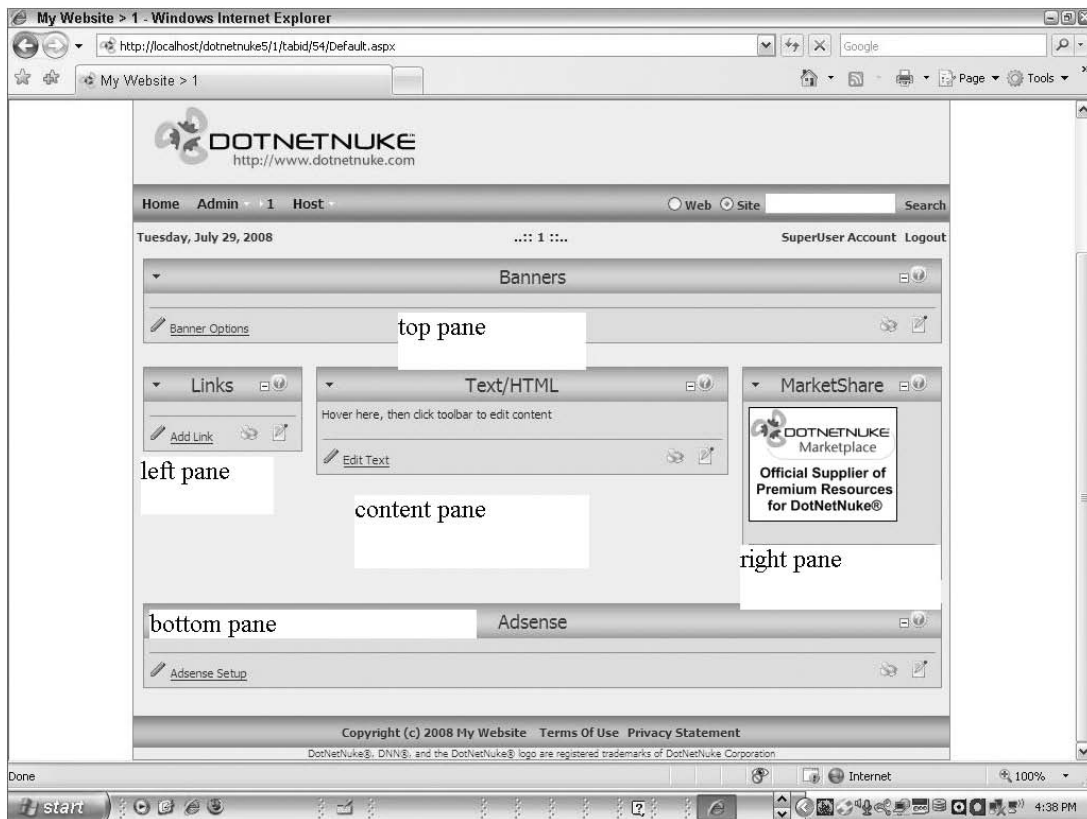 My Website > 1 - Windows Internet Explorer
http://localhost/dotnetnuke5/1/tabid/54/Default.aspx
Google
My Website > 1
Page
Tools
DOTNETNUKE
http://www.dotnetnuke.com
Home Admin 1 Host
Web Site
Search
Tuesday, July 29, 2008
..:: 1 ::..
SuperUser Account Logout
Banners
Banner Options
top pane
Links
Text/HTML
MarketShare
Add Link
Hover here, then click toolbar to edit content
Edit Text
DOTNETNUKE
Marketplace
Official Supplier of
Premium Resources
for DotNetNuke®
left pane
content pane
right pane
bottom pane
Adsense
Adsense Setup
Copyright (c) 2008 My Website Terms Of Use Privacy Statement
DotNetNuke®, DNN®, and the DotNetNuke® logo are registered trademarks of DotNetNuke Corporation
Done
Internet
100%
start
4:38 PM